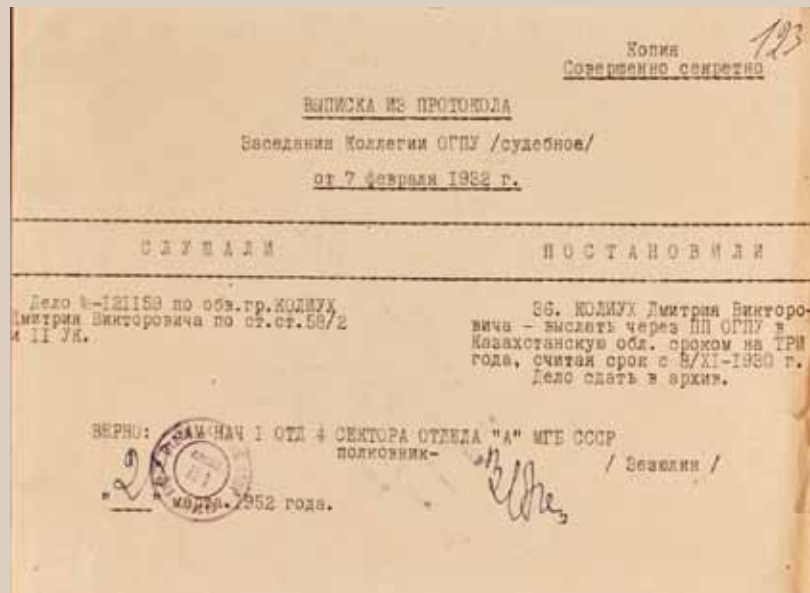 123
Копия
Совершенно секретно
ВЫПИСКА ИЗ ПРОТОКОЛА
Заседания Коллегии ОГПУ /судебное/
от 7 февраля 1932 г.
СЛУШАЛИ
Дело №-121159 по обв.гр.КОЛИУХ
Дмитрия Викторовича по ст.ст.58/2
и II УК.
ПОСТАНОВИЛИ
36. КОЛИУХ Дмитрия Викторо-
вича - выслать через ПП ОГПУ в
Казахстанскую обл. сроком на ТРИ
года, считая срок с 8/XI-1930 г.
Дело сдать в архив.
ВЕРНО: ЗАМ НАЧ 1 ОТД 4 СЕКТОРА ОТДЕЛА "А" МГБ СССР
полковник- / Зезюлин /
"2" марта.1952 года.